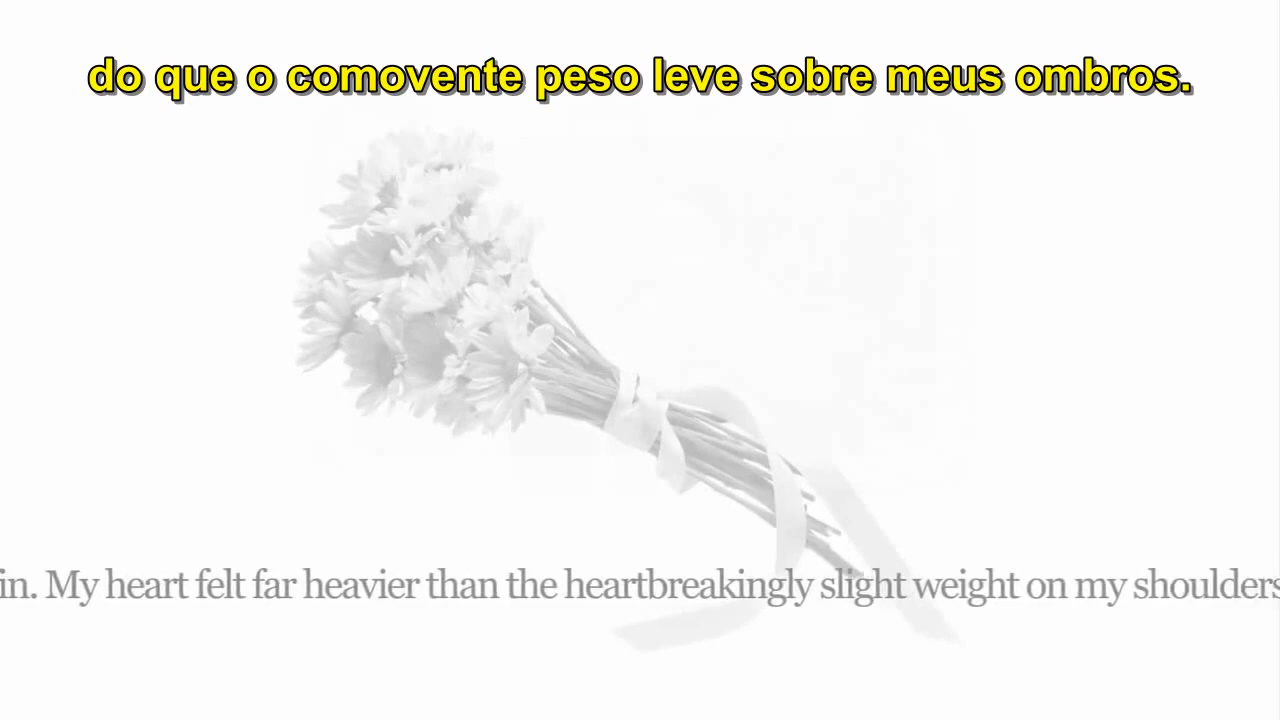 do que o comovente peso leve sobre meus ombros.
in. My heart felt far heavier than the heartbreakingly slight weight on my shoulders